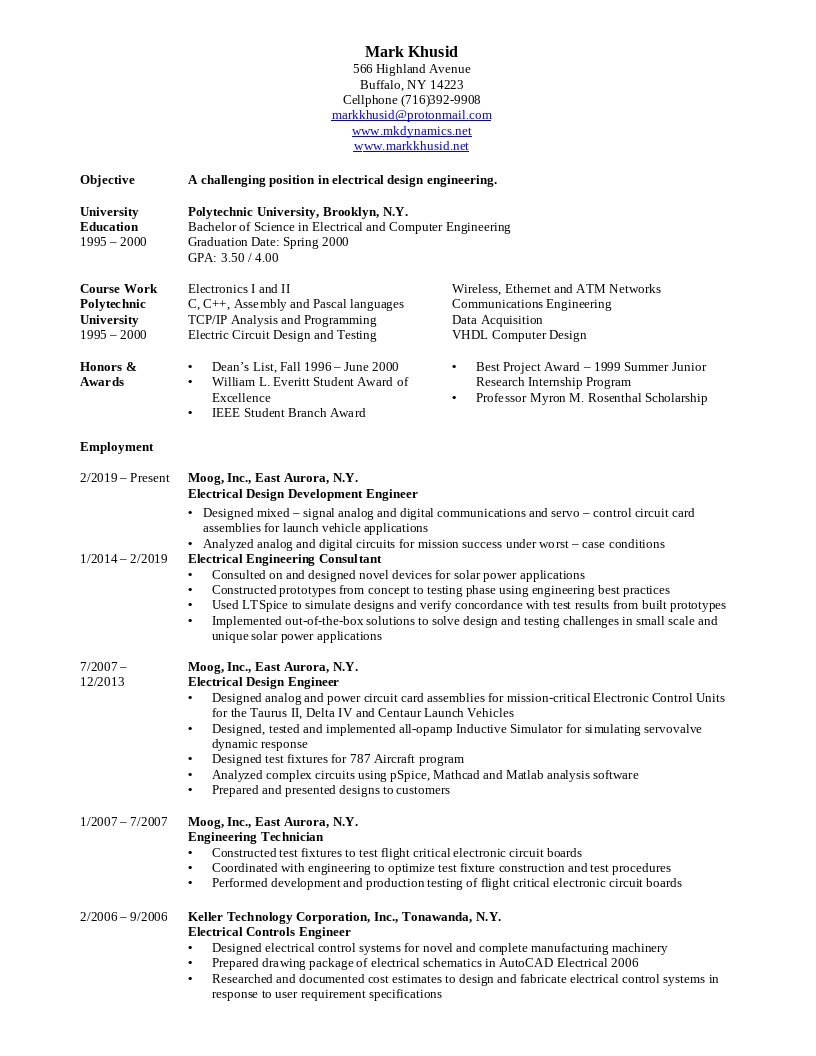 Mark Khusid
566 Highland Avenue
Buffalo, NY 14223
Cellphone (716)392-9908
markkhusid@protonmail.com
www.mkdynamics.net
www.markkhusid.net
Objective A challenging position in electrical design engineering.
University Polytechnic University, Brooklyn, N.Y.
Education Bachelor of Science in Electrical and Computer Engineering
1995 – 2000 Graduation Date: Spring 2000
GPA: 3.50 / 4.00
Course Work Electronics I and II Wireless, Ethernet and ATM Networks
Polytechnic C, C++, Assembly and Pascal languages Communications Engineering
University TCP/IP Analysis and Programming Data Acquisition
1995 – 2000 Electric Circuit Design and Testing VHDL Computer Design
Honors & • Dean’s List, Fall 1996 – June 2000 • Best Project Award – 1999 Summer Junior
Awards • William L. Everitt Student Award of Research Internship Program
Excellence • Professor Myron M. Rosenthal Scholarship
• IEEE Student Branch Award
Employment
2/2019 – Present Moog, Inc., East Aurora, N.Y.
Electrical Design Development Engineer
• Designed mixed – signal analog and digital communications and servo – control circuit card
assemblies for launch vehicle applications
• Analyzed analog and digital circuits for mission success under worst – case conditions
1/2014 – 2/2019 Electrical Engineering Consultant
• Consulted on and designed novel devices for solar power applications
• Constructed prototypes from concept to testing phase using engineering best practices
• Used LTSpice to simulate designs and verify concordance with test results from built prototypes
• Implemented out-of-the-box solutions to solve design and testing challenges in small scale and
unique solar power applications
7/2007 – Moog, Inc., East Aurora, N.Y.
12/2013 Electrical Design Engineer
• Designed analog and power circuit card assemblies for mission-critical Electronic Control Units
for the Taurus II, Delta IV and Centaur Launch Vehicles
• Designed, tested and implemented all-opamp Inductive Simulator for simulating servovalve
dynamic response
• Designed test fixtures for 787 Aircraft program
• Analyzed complex circuits using pSpice, Mathcad and Matlab analysis software
• Prepared and presented designs to customers
1/2007 – 7/2007 Moog, Inc., East Aurora, N.Y.
Engineering Technician
• Constructed test fixtures to test flight critical electronic circuit boards
• Coordinated with engineering to optimize test fixture construction and test procedures
• Performed development and production testing of flight critical electronic circuit boards
2/2006 – 9/2006 Keller Technology Corporation, Inc., Tonawanda, N.Y.
Electrical Controls Engineer
• Designed electrical control systems for novel and complete manufacturing machinery
• Prepared drawing package of electrical schematics in AutoCAD Electrical 2006
• Researched and documented cost estimates to design and fabricate electrical control systems in
response to user requirement specifications